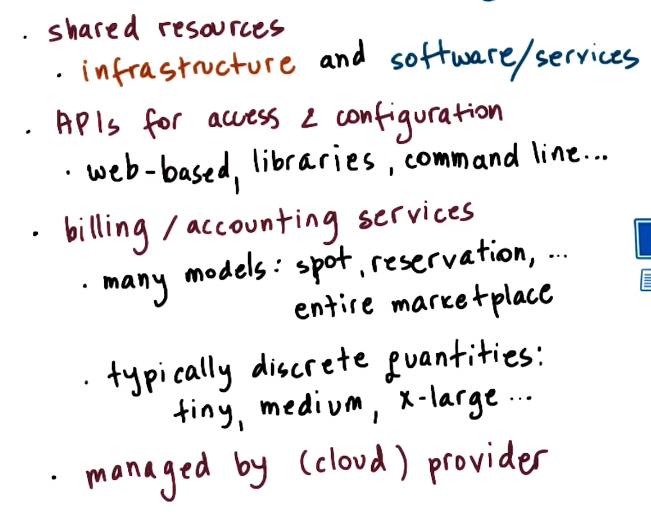 · shared resources
· infrastructure and software/services
· APIs for access & configuration
· web-based, libraries, command line...
· billing / accounting services
· many models: spot, reservation, ...
entire marketplace
· typically discrete quantities:
tiny, medium, x-large ...
· managed by (cloud) provider